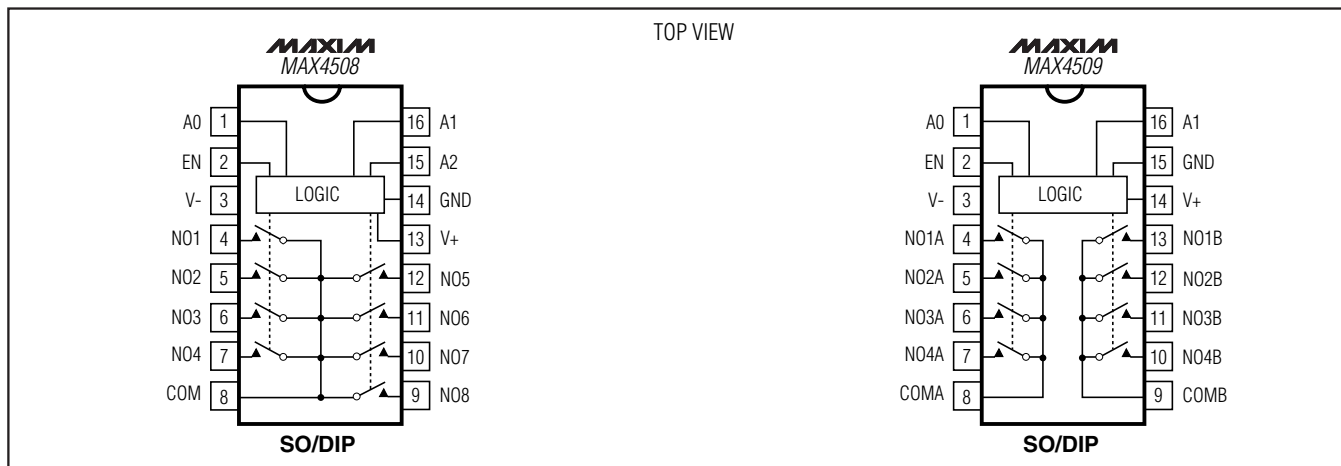 TOP VIEW
MAXIM
MAX4508
A0 1
16 A1
EN 2
15 A2
LOGIC
V- 3
14 GND
NO1 4
13 V+
NO2 5
12 NO5
NO3 6
11 NO6
NO4 7
10 NO7
COM 8
9 NO8
SO/DIP
MAXIM
MAX4509
A0 1
16 A1
EN 2
15 GND
LOGIC
V- 3
14 V+
NO1A 4
13 NO1B
NO2A 5
12 NO2B
NO3A 6
11 NO3B
NO4A 7
10 NO4B
COMA 8
9 COMB
SO/DIP